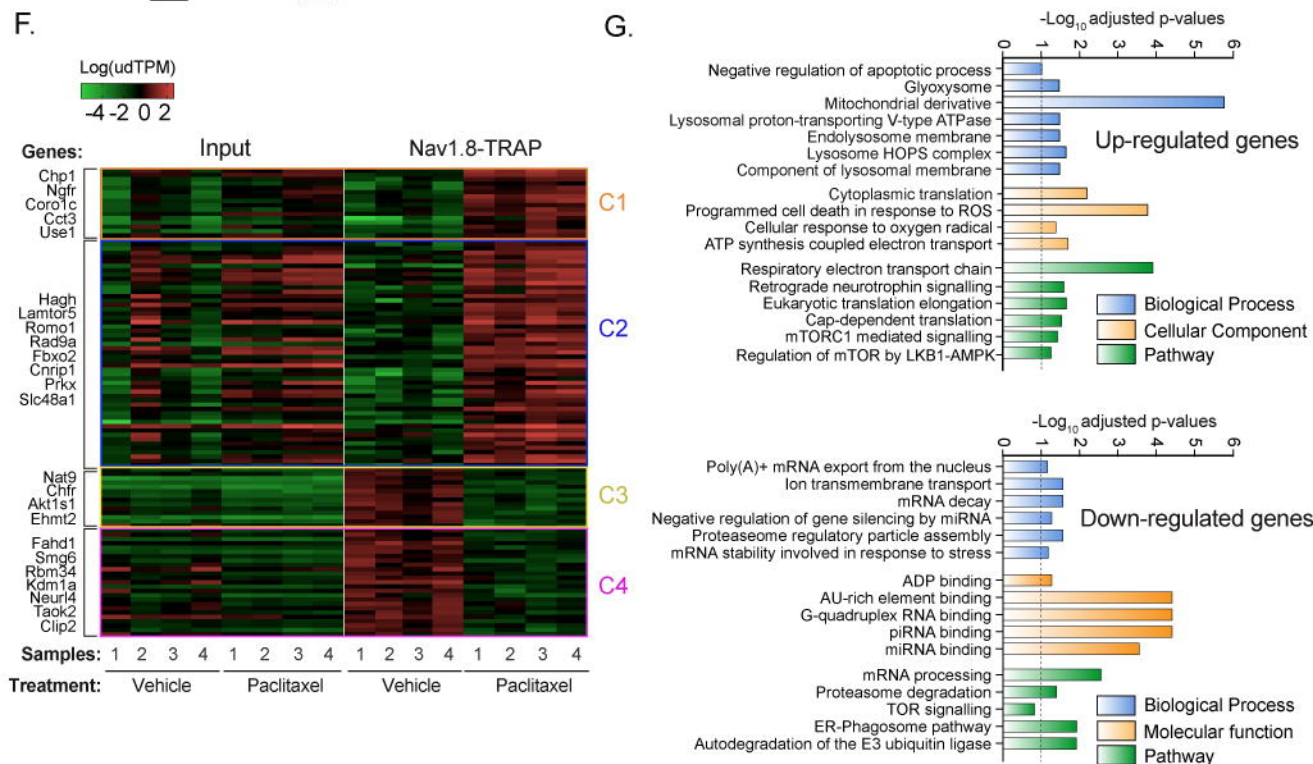 F.
Log(udTPM)
-4 -2 0 2
Genes:
Input
Nav1.8-TRAP
Chp1
Ngfr
Coro1c
Cct3
Use1
C1
Hagh
Lamtor5
Romo1
Rad9a
Fbxo2
Cnrip1
Prkx
Slc48a1
C2
Nat9
Chfr
Akt1s1
Ehmt2
C3
Fahd1
Smg6
Rbm34
Kdm1a
Neurl4
Taok2
Clip2
C4
Samples: 1 2 3 4 1 2 3 4 1 2 3 4 1 2 3 4
Treatment: Vehicle Paclitaxel Vehicle Paclitaxel
G.
-Log10 adjusted p-values
0 1 2 3 4 5 6
Negative regulation of apoptotic process
Glyoxysome
Mitochondrial derivative
Lysosomal proton-transporting V-type ATPase
Endolysosome membrane
Lysosome HOPS complex
Component of lysosomal membrane
Up-regulated genes
Cytoplasmic translation
Programmed cell death in response to ROS
Cellular response to oxygen radical
ATP synthesis coupled electron transport
Respiratory electron transport chain
Retrograde neurotrophin signalling
Eukaryotic translation elongation
Cap-dependent translation
mTORC1 mediated signalling
Regulation of mTOR by LKB1-AMPK
Biological Process
Cellular Component
Pathway
-Log10 adjusted p-values
0 1 2 3 4 5 6
Poly(A)+ mRNA export from the nucleus
Ion transmembrane transport
mRNA decay
Negative regulation of gene silencing by miRNA
Proteaseome regulatory particle assembly
mRNA stability involved in response to stress
Down-regulated genes
ADP binding
AU-rich element binding
G-quadruplex RNA binding
piRNA binding
miRNA binding
mRNA processing
Proteasome degradation
TOR signalling
ER-Phagosome pathway
Autodegradation of the E3 ubiquitin ligase
Biological Process
Molecular function
Pathway